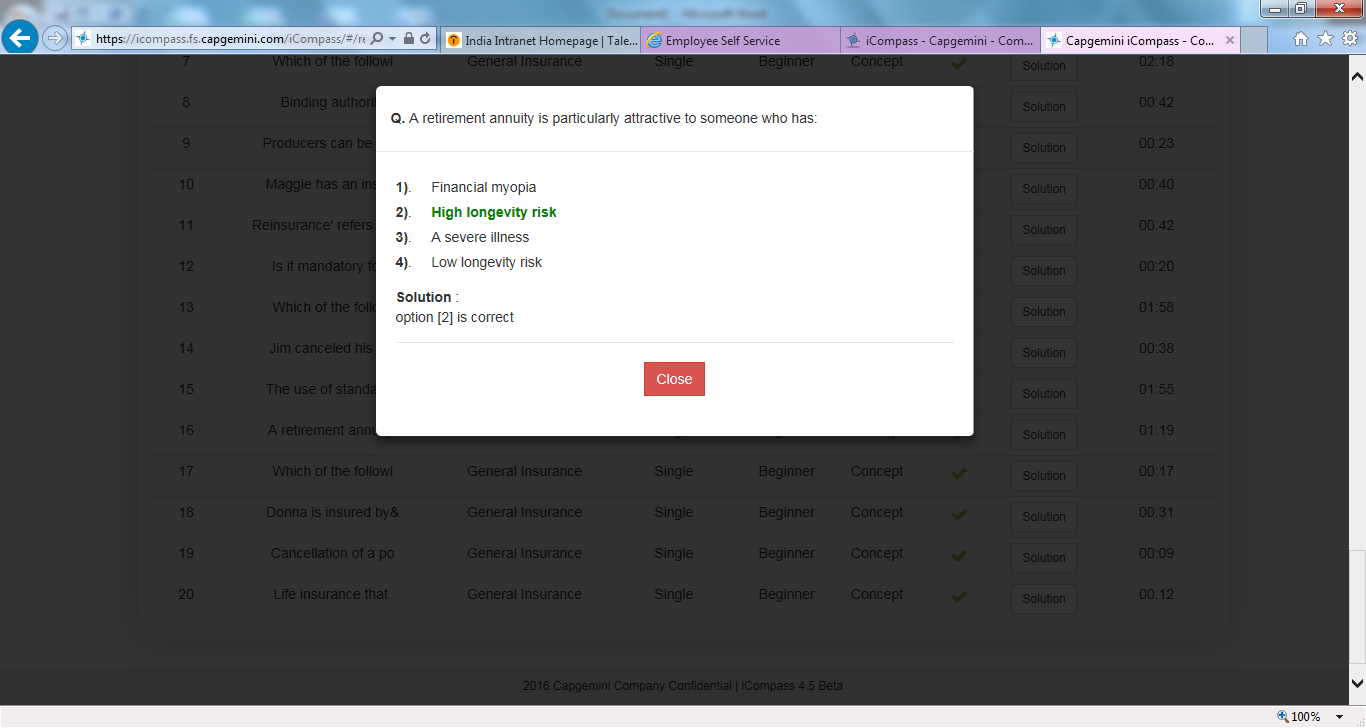 https://icompass.fs.capgemini.com/iCompass/#/re
India Intranet Homepage | Tale...
Employee Self Service
iCompass - Capgemini - Com...
Capgemini iCompass - Co...
7 Which of the followi General Insurance Single Beginner Concept Solution 02:18
8 Binding authorit Solution 00:42
9 Producers can be Solution 00:23
10 Maggie has an ins Solution 00:40
11 Reinsurance' refers Solution 00:42
12 Is it mandatory fo Solution 00:20
13 Which of the follo Solution 01:58
14 Jim canceled his Solution 00:38
15 The use of standa Solution 01:55
16 A retirement annu Solution 01:19
17 Which of the followi General Insurance Single Beginner Concept Solution 00:17
18 Donna is insured by& General Insurance Single Beginner Concept Solution 00:31
19 Cancellation of a po General Insurance Single Beginner Concept Solution 00:09
20 Life insurance that General Insurance Single Beginner Concept Solution 00:12
Q. A retirement annuity is particularly attractive to someone who has:
1). Financial myopia
2). High longevity risk
3). A severe illness
4). Low longevity risk
Solution :
option [2] is correct
Close
2016 Capgemini Company Confidential | iCompass 4.5 Beta
100%